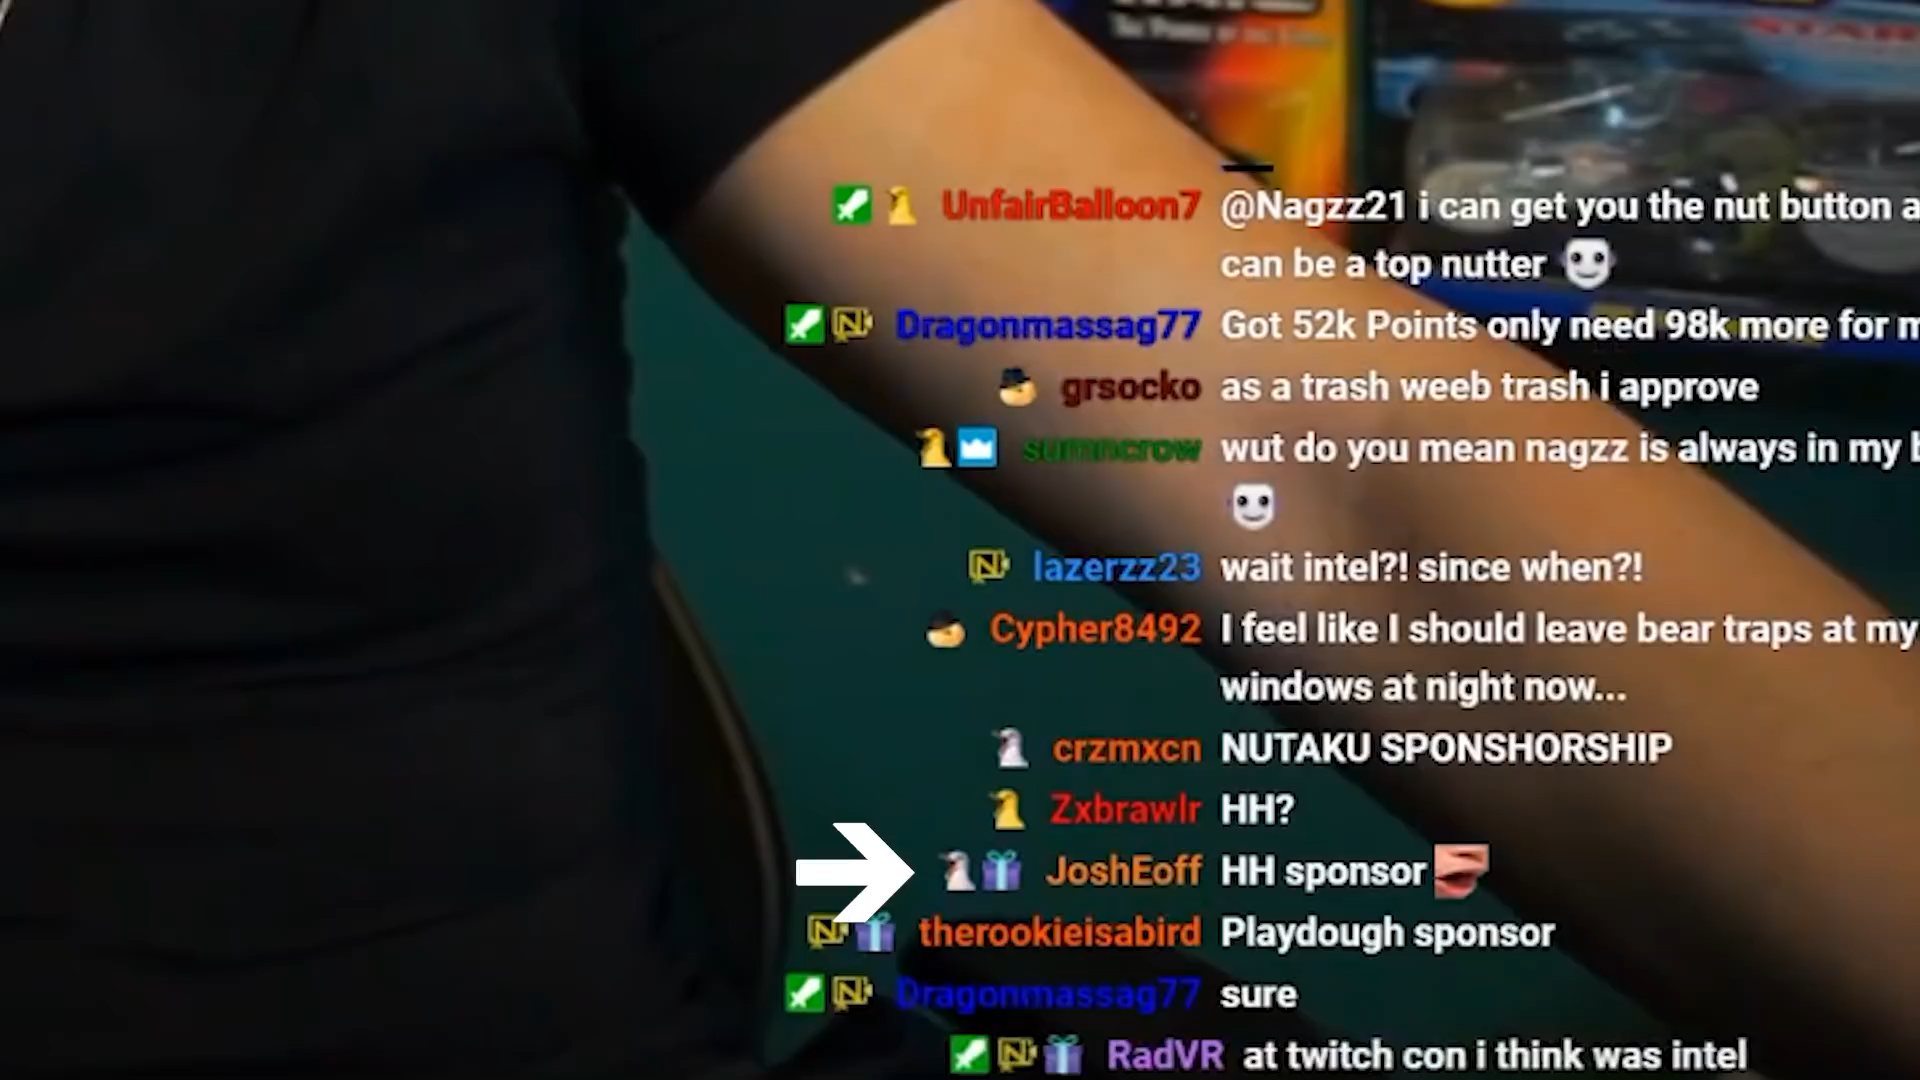 STAR
UnfairBalloon7 @Nagzz21 i can get you the nut button a
can be a top nutter
Dragonmassag77 Got 52k Points only need 98k more for m
grsocko as a trash weeb trash i approve
sumncrow wut do you mean nagzz is always in my b
lazerzz23 wait intel?! since when?!
Cypher8492 I feel like I should leave bear traps at my
windows at night now...
crzmxcn NUTAKU SPONSHORSHIP
Zxbrawlr HH?
JoshEoff HH sponsor
therookieisabird Playdough sponsor
Dragonmassag77 sure
RadVR at twitch con i think was intel